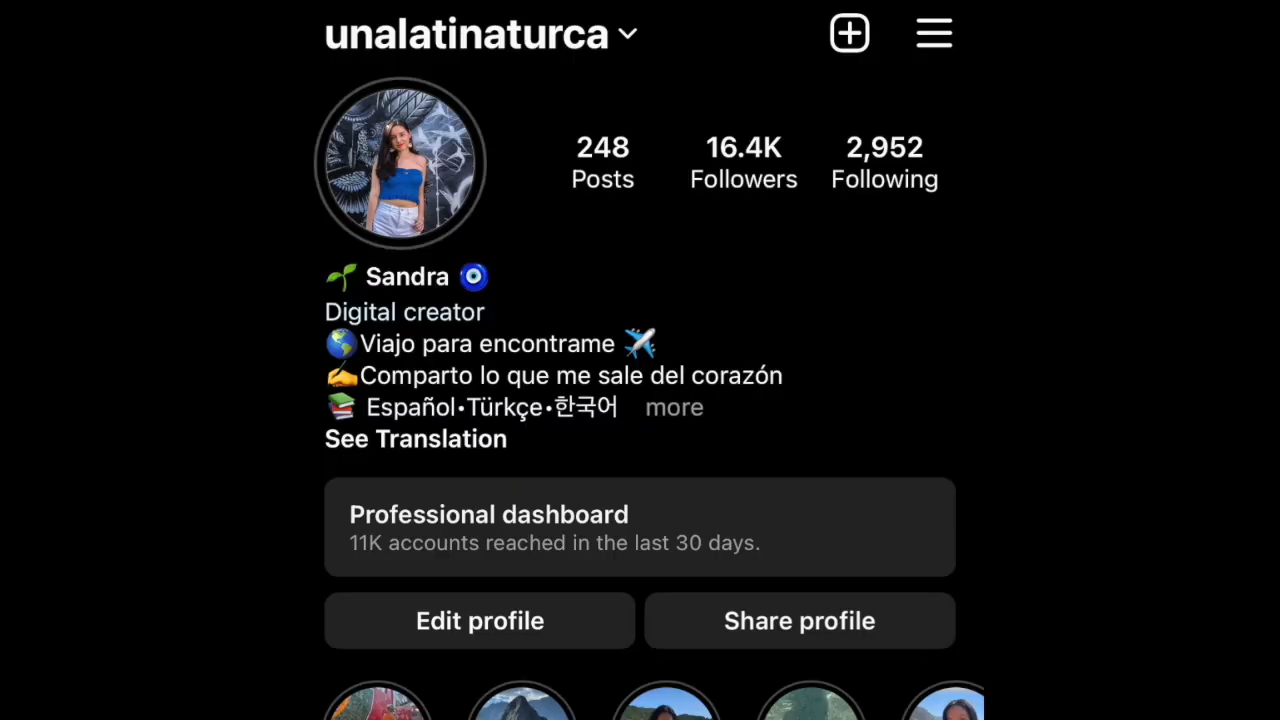 unalatinaturca
248 16.4K 2,952
Posts Followers Following
🌱 Sandra 🧿
Digital creator
🌎Viajo para encontrame ✈️
✍️Comparto lo que me sale del corazón
📚 Español•Türkçe•한국어 more
See Translation
Professional dashboard
11K accounts reached in the last 30 days.
Edit profile Share profile